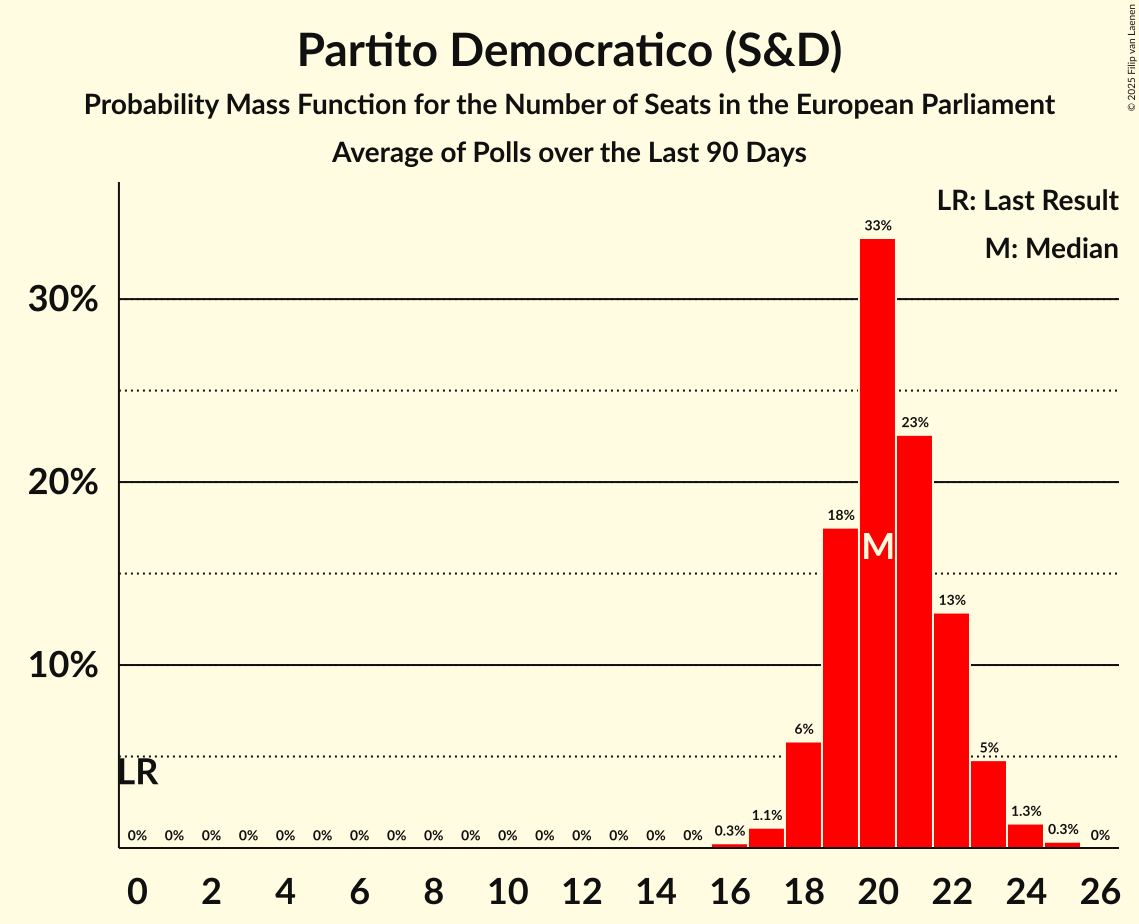 Partito Democratico (S&D)
Probability Mass Function for the Number of Seats in the European Parliament
Average of Polls over the Last 90 Days
© 2025 Filip van Laenen
LR: Last Result
M: Median
30%
20%
10%
LR
M
0% 0% 0% 0% 0% 0% 0% 0% 0% 0% 0% 0% 0% 0% 0% 0% 0.3% 1.1% 6% 18% 33% 23% 13% 5% 1.3% 0.3% 0%
0 2 4 6 8 10 12 14 16 18 20 22 24 26